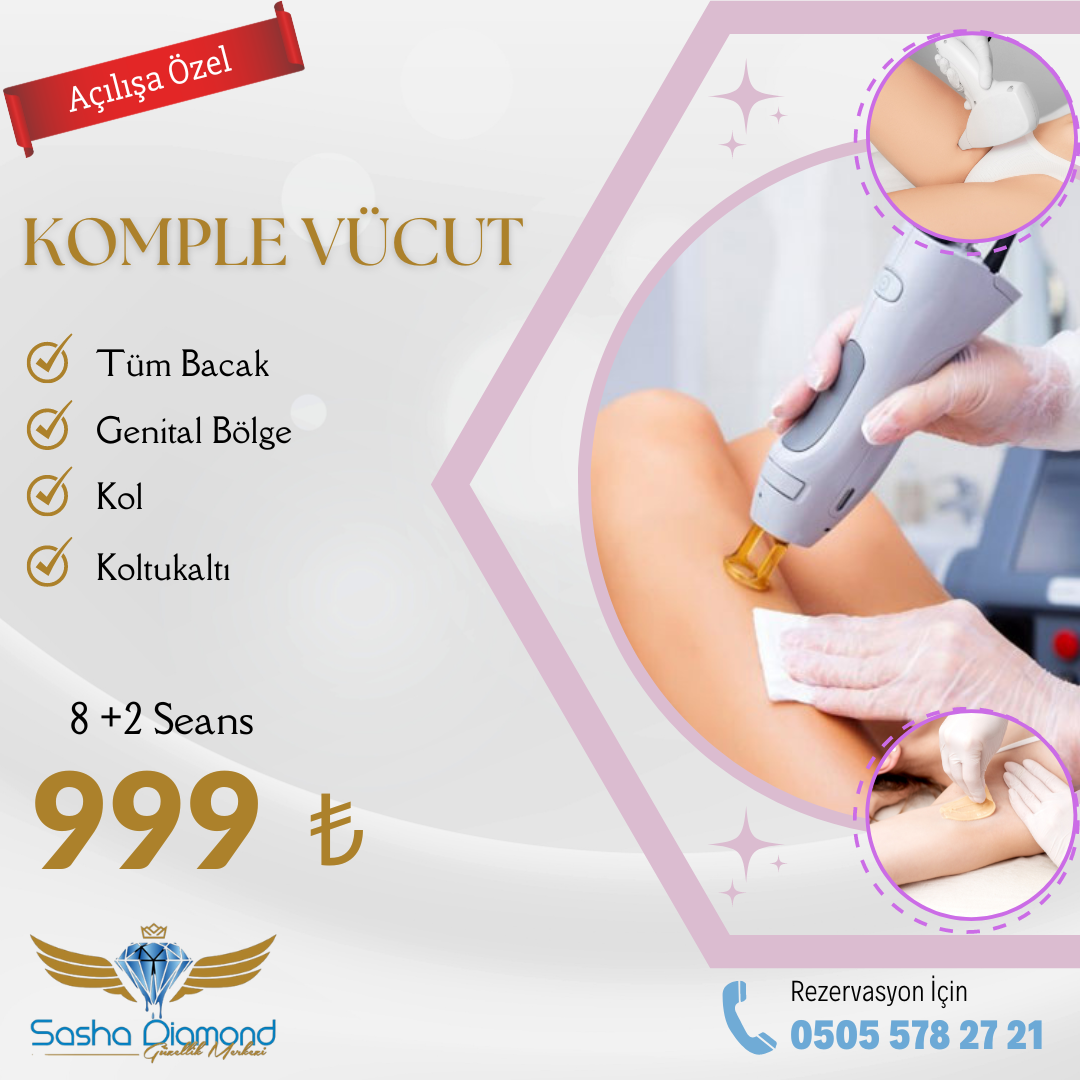 Açılışa Özel
KOMPLE VÜCUT
Tüm Bacak
Genital Bölge
Kol
Koltukaltı
8 +2 Seans
999 ₺
Sasha Diamond
Güzellik Merkezi
Rezervasyon İçin
0505 578 27 21